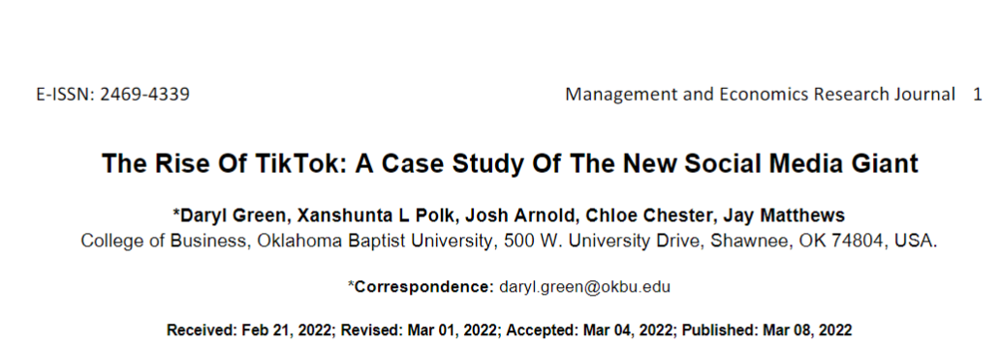 E-ISSN: 2469-4339 Management and Economics Research Journal 1
The Rise Of TikTok: A Case Study Of The New Social Media Giant
*Daryl Green, Xanshunta L Polk, Josh Arnold, Chloe Chester, Jay Matthews
College of Business, Oklahoma Baptist University, 500 W. University Drive, Shawnee, OK 74804, USA.
*Correspondence: daryl.green@okbu.edu
Received: Feb 21, 2022; Revised: Mar 01, 2022; Accepted: Mar 04, 2022; Published: Mar 08, 2022